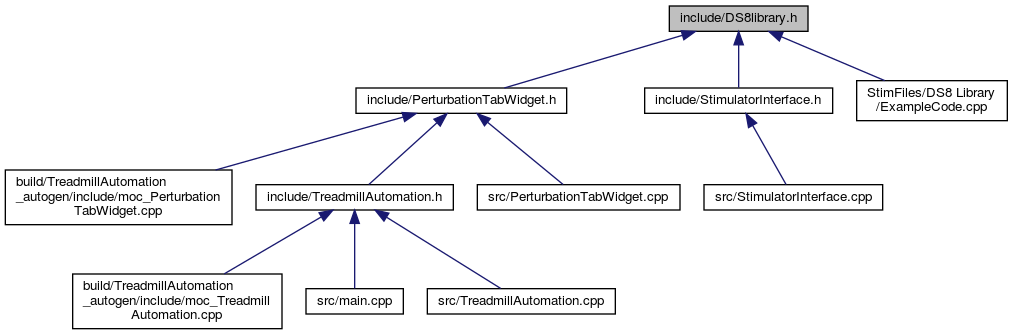 include/DS8library.h
include/PerturbationTabWidget.h
include/StimulatorInterface.h
StimFiles/DS8 Library
/ExampleCode.cpp
build/TreadmillAutomation
_autogen/include/moc_Perturbation
TabWidget.cpp
include/TreadmillAutomation.h
src/PerturbationTabWidget.cpp
src/StimulatorInterface.cpp
build/TreadmillAutomation
_autogen/include/moc_Treadmill
Automation.cpp
src/main.cpp
src/TreadmillAutomation.cpp